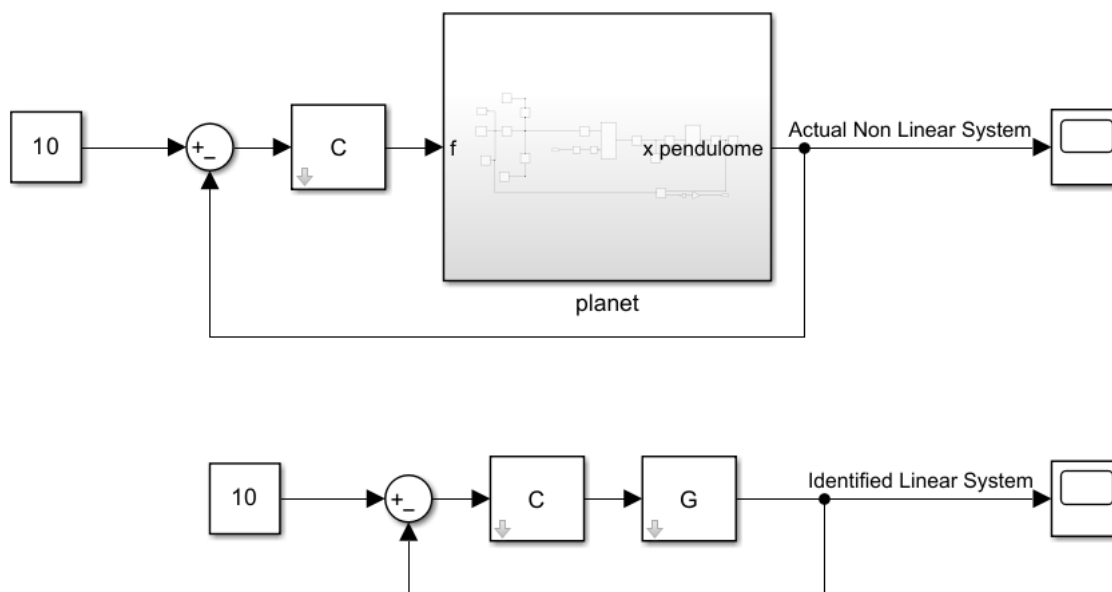 Actual Non Linear System
10
+
_
C
f
x pendulome
planet
Identified Linear System
10
+
_
C
G